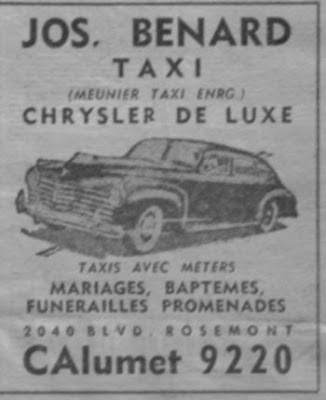 JOS. BENARD
TAXI
(MEUNIER TAXI ENRG.)
CHRYSLER DE LUXE
TAXIS AVEC METERS
MARIAGES, BAPTEMES,
FUNERAILLES PROMENADES
2040 BLVD. ROSEMONT
CAlumet 9220